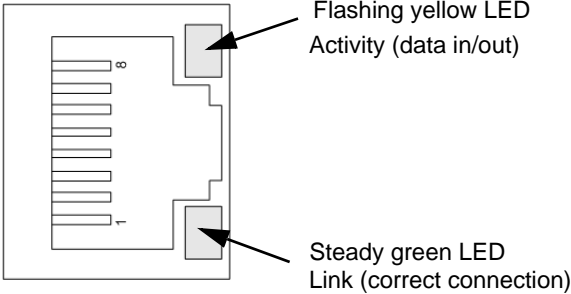 Flashing yellow LED
Activity (data in/out)
8
1
Steady green LED
Link (correct connection)